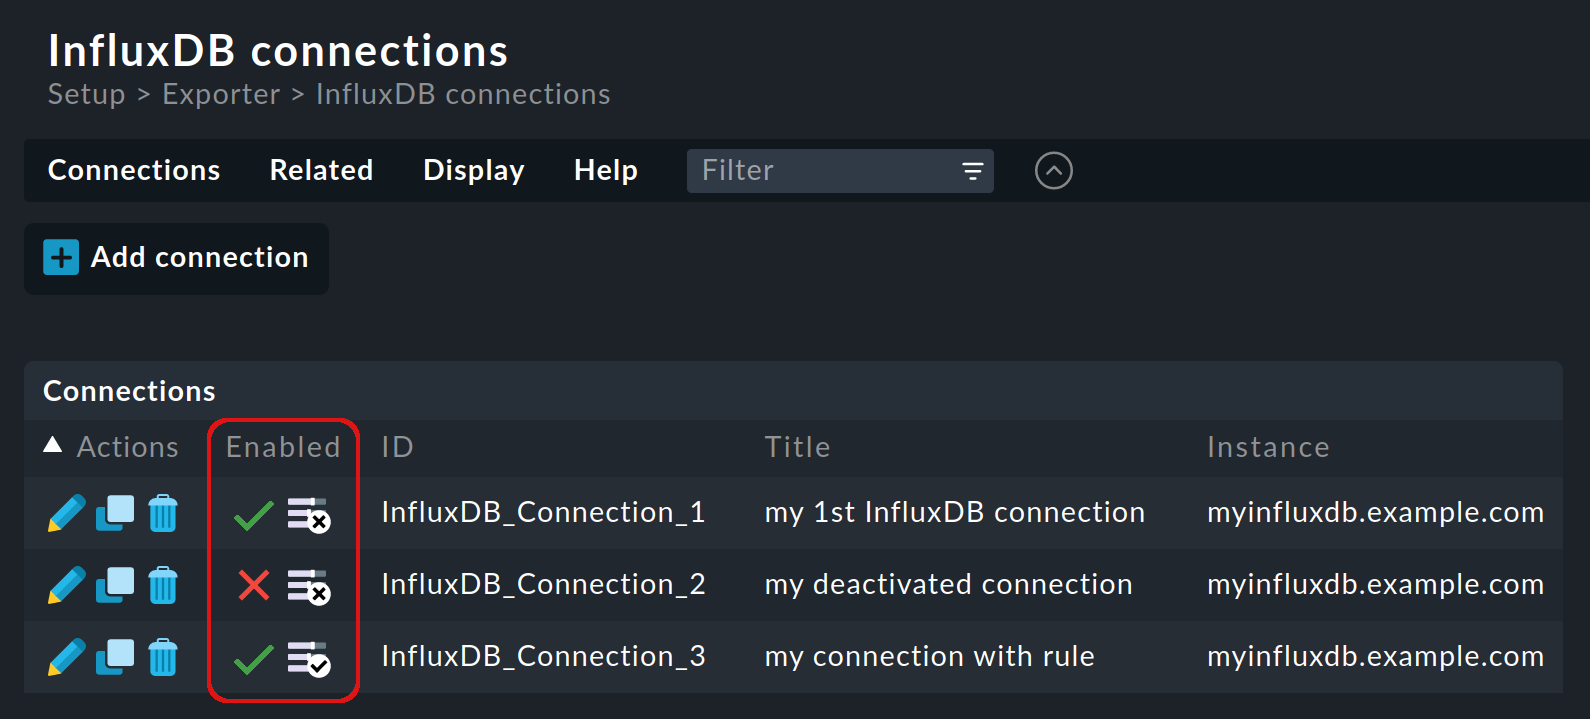 InfluxDB connections
Setup > Exporter > InfluxDB connections
Connections Related Display Help Filter
Add connection
Connections
Actions Enabled ID Title Instance
InfluxDB_Connection_1 my 1st InfluxDB connection myinfluxdb.example.com
InfluxDB_Connection_2 my deactivated connection myinfluxdb.example.com
InfluxDB_Connection_3 my connection with rule myinfluxdb.example.com